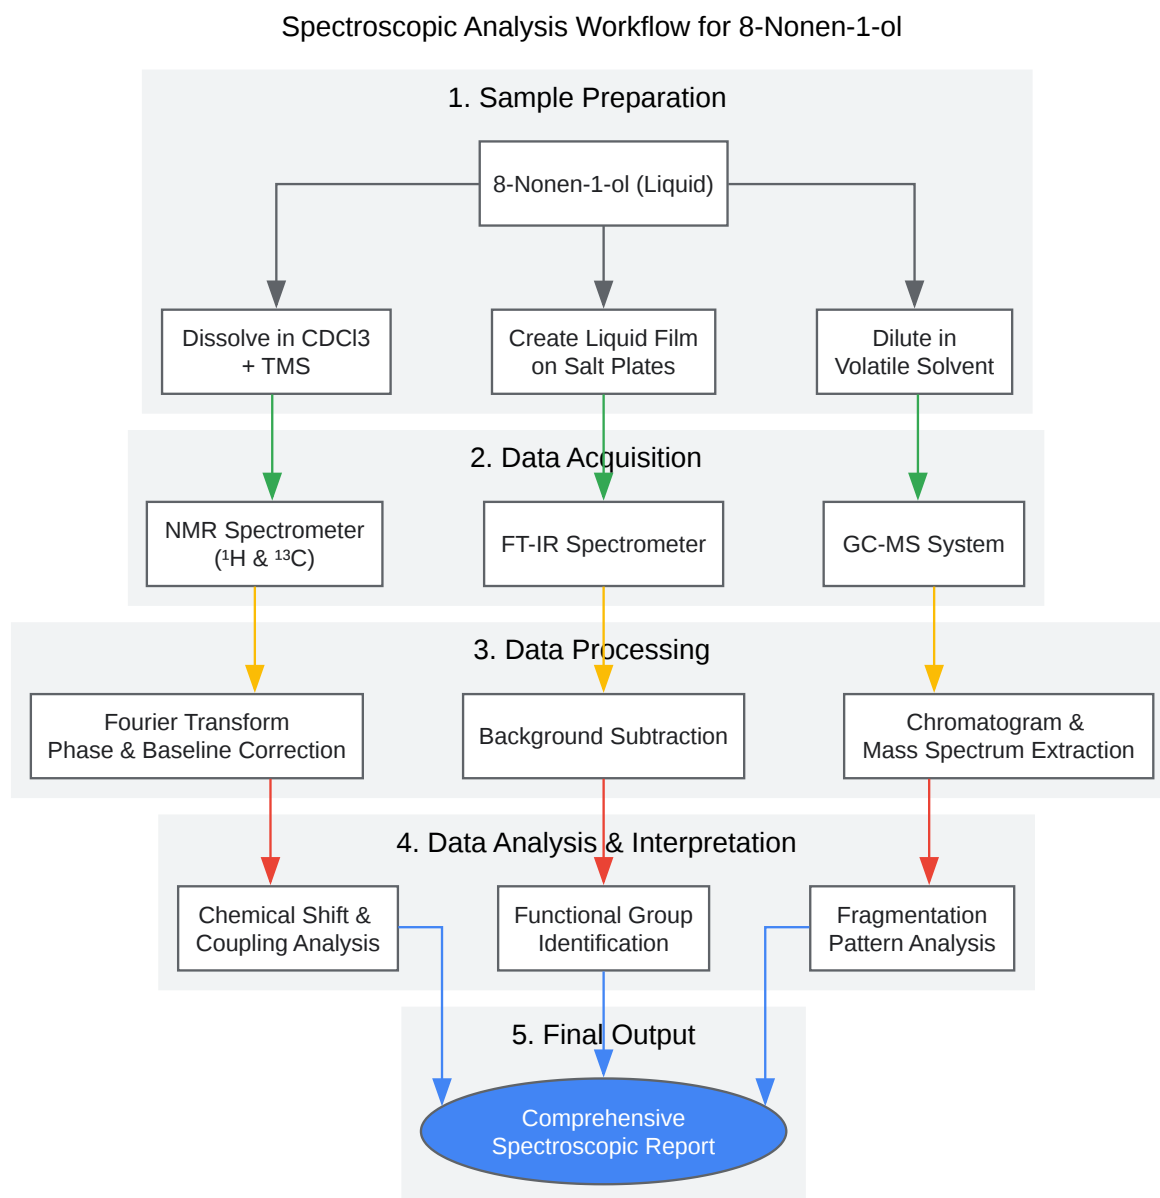 Spectroscopic Analysis Workflow for 8-Nonen-1-ol
1. Sample Preparation
8-Nonen-1-ol (Liquid)
Dissolve in CDCl3
+ TMS
Create Liquid Film
on Salt Plates
Dilute in
Volatile Solvent
2. Data Acquisition
NMR Spectrometer
(¹H & ¹³C)
FT-IR Spectrometer
GC-MS System
3. Data Processing
Fourier Transform
Phase & Baseline Correction
Background Subtraction
Chromatogram &
Mass Spectrum Extraction
4. Data Analysis & Interpretation
Chemical Shift &
Coupling Analysis
Functional Group
Identification
Fragmentation
Pattern Analysis
5. Final Output
Comprehensive
Spectroscopic Report